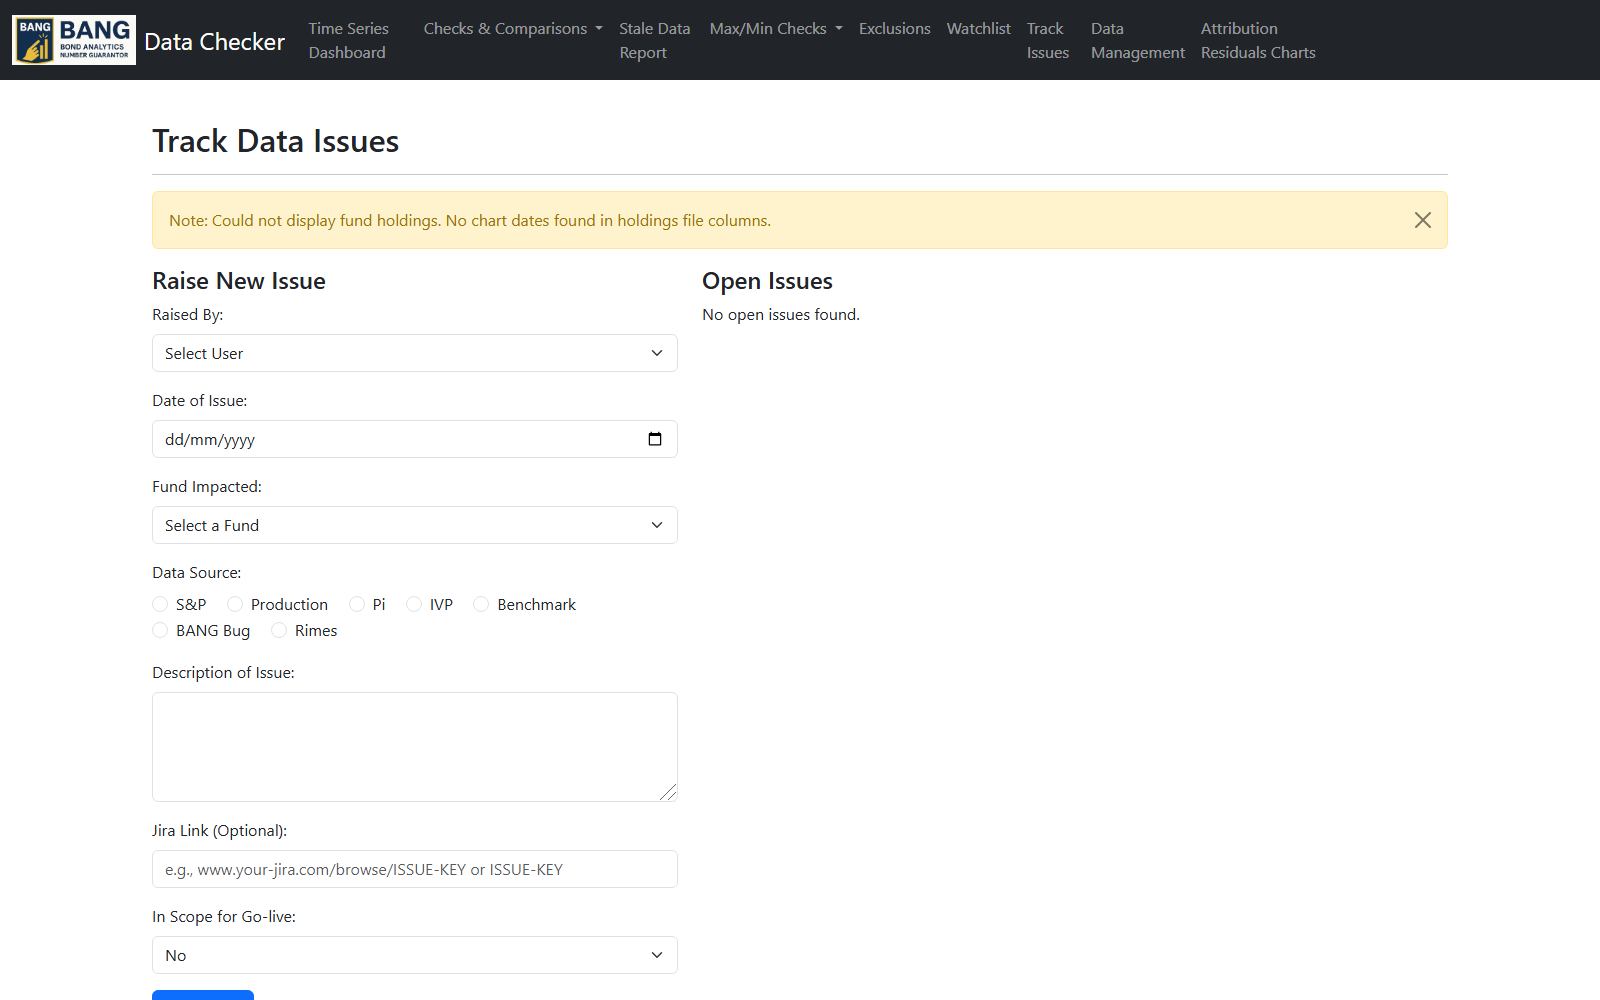 BANG
BANG
BOND ANALYTICS
NUMBER GUARANTOR
Data Checker
Time Series
Dashboard
Checks & Comparisons
Stale Data
Report
Max/Min Checks
Exclusions
Watchlist
Track
Issues
Data
Management
Attribution
Residuals Charts
Track Data Issues
Note: Could not display fund holdings. No chart dates found in holdings file columns.
Raise New Issue
Raised By:
Select User
Date of Issue:
dd/mm/yyyy
Fund Impacted:
Select a Fund
Data Source:
S&P Production Pi IVP Benchmark
BANG Bug Rimes
Description of Issue:
Jira Link (Optional):
e.g., www.your-jira.com/browse/ISSUE-KEY or ISSUE-KEY
In Scope for Go-live:
No
Open Issues
No open issues found.